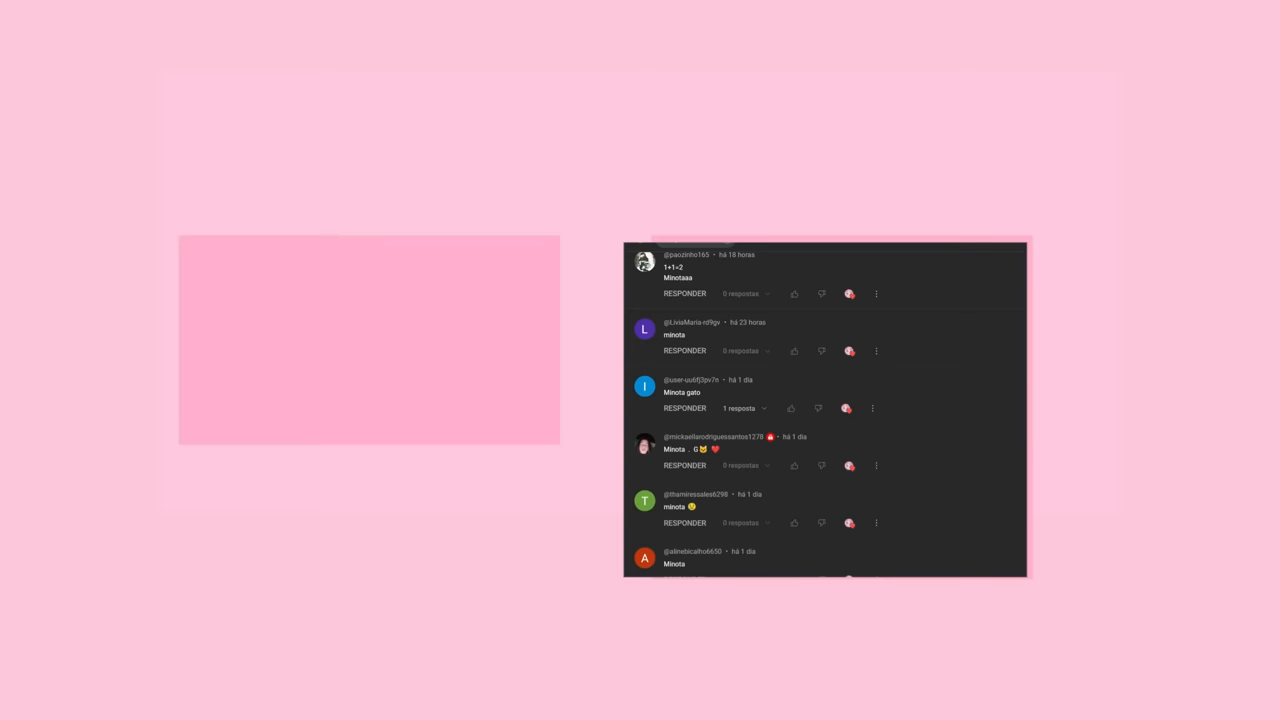 @paozinho165 • há 18 horas
1+1=2
Minotaaa
RESPONDER 0 respostas
L
@LiviaMaria-rd9gv • há 23 horas
minota
RESPONDER 0 respostas
I
@user-uu6fj3pv7n • há 1 dia
Minota gato
RESPONDER 1 resposta
@mickaellarodriguessantos1278 • há 1 dia
Minota . G🐱 ❤️
RESPONDER 0 respostas
T
@thamiressales6298 • há 1 dia
minota 😢
RESPONDER 0 respostas
A
@alinebicalho6650 • há 1 dia
Minota